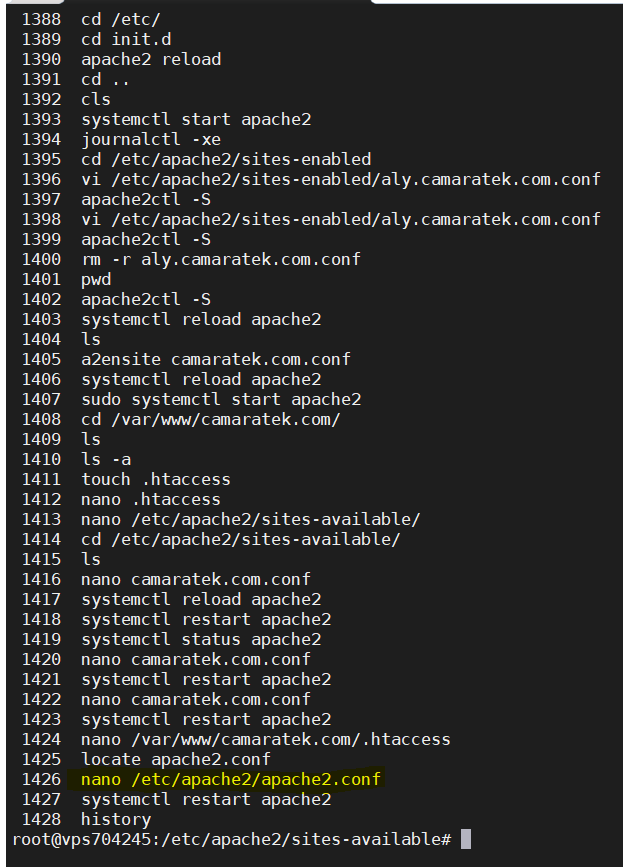 1388 cd /etc/
1389 cd init.d
1390 apache2 reload
1391 cd ..
1392 cls
1393 systemctl start apache2
1394 journalctl -xe
1395 cd /etc/apache2/sites-enabled
1396 vi /etc/apache2/sites-enabled/aly.camaratek.com.conf
1397 apache2ctl -S
1398 vi /etc/apache2/sites-enabled/aly.camaratek.com.conf
1399 apache2ctl -S
1400 rm -r aly.camaratek.com.conf
1401 pwd
1402 apache2ctl -S
1403 systemctl reload apache2
1404 ls
1405 a2ensite camaratek.com.conf
1406 systemctl reload apache2
1407 sudo systemctl start apache2
1408 cd /var/www/camaratek.com/
1409 ls
1410 ls -a
1411 touch .htaccess
1412 nano .htaccess
1413 nano /etc/apache2/sites-available/
1414 cd /etc/apache2/sites-available/
1415 ls
1416 nano camaratek.com.conf
1417 systemctl reload apache2
1418 systemctl restart apache2
1419 systemctl status apache2
1420 nano camaratek.com.conf
1421 systemctl restart apache2
1422 nano camaratek.com.conf
1423 systemctl restart apache2
1424 nano /var/www/camaratek.com/.htaccess
1425 locate apache2.conf
1426 nano /etc/apache2/apache2.conf
1427 systemctl restart apache2
1428 history
root@vps704245:/etc/apache2/sites-available#